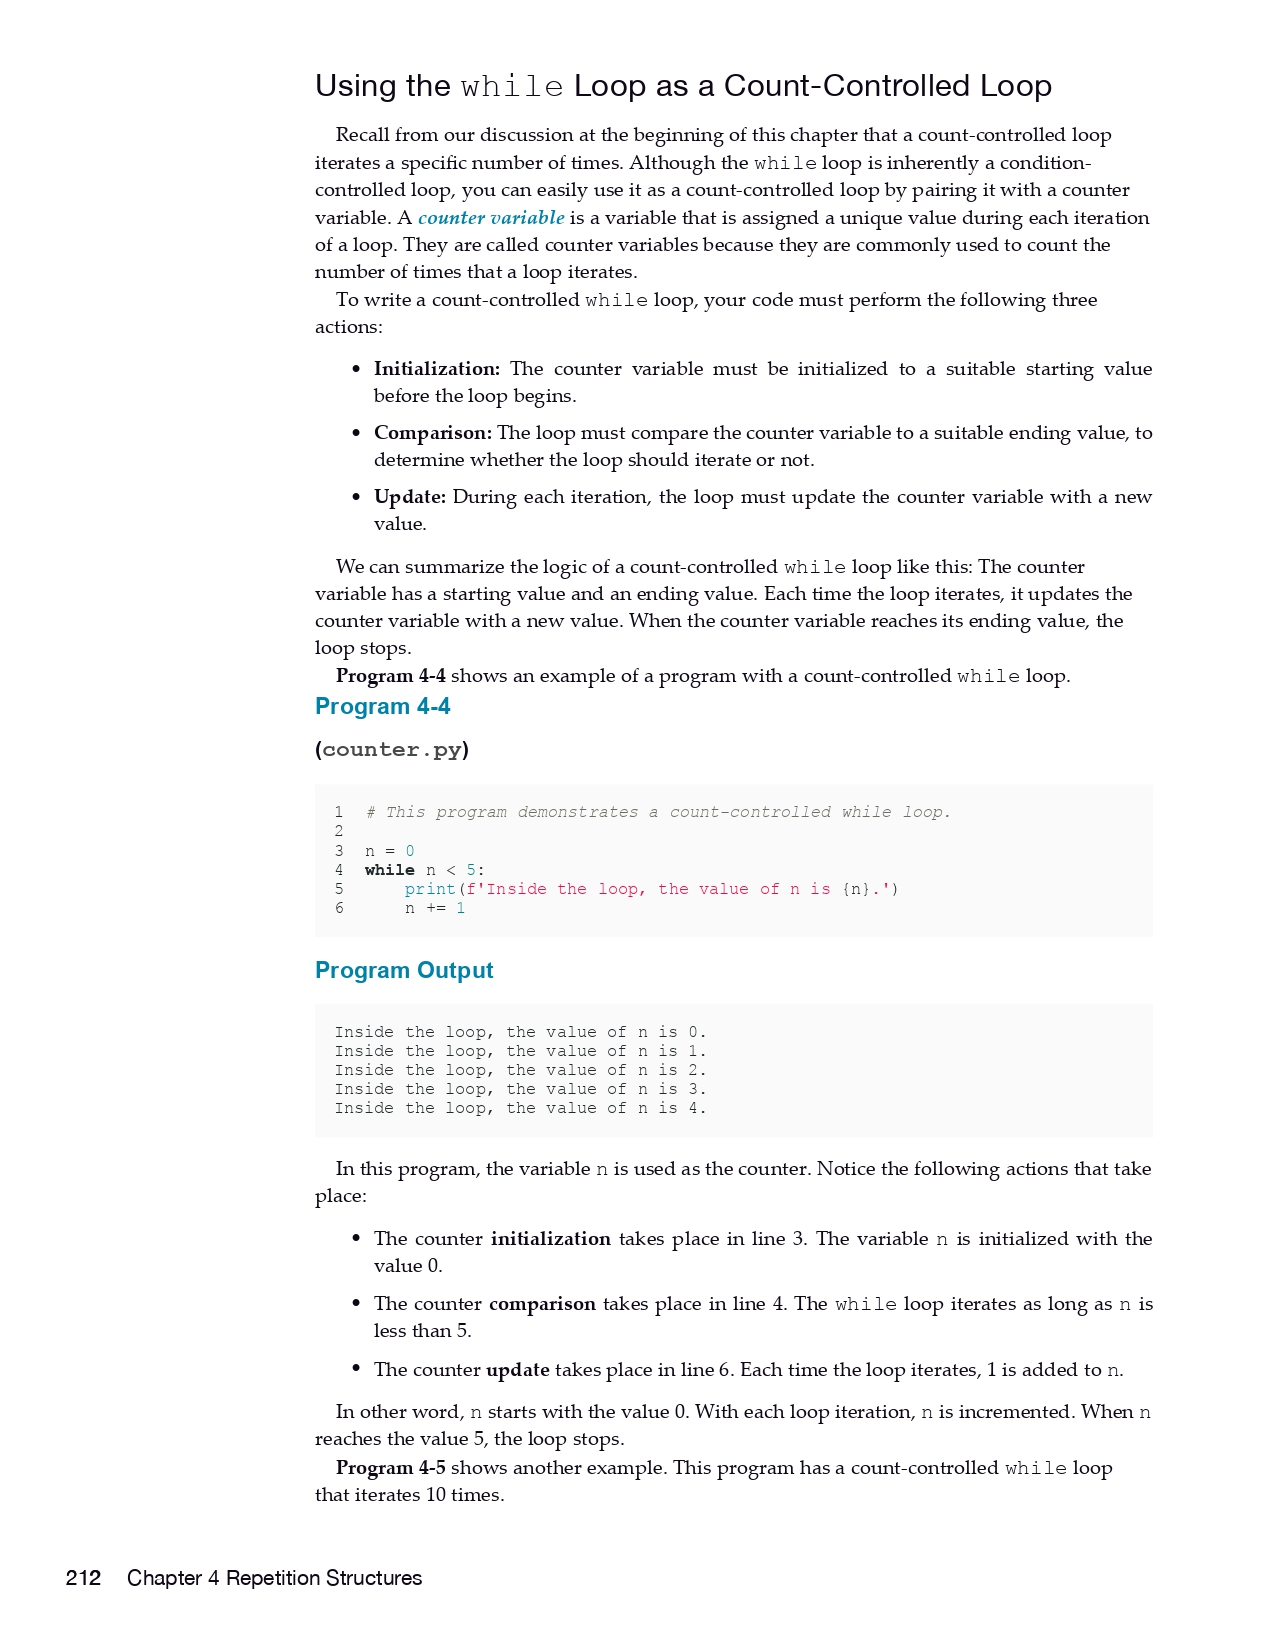 Using the while Loop as a Count-Controlled Loop
Recall from our discussion at the beginning of this chapter that a count-controlled loop
iterates a specific number of times. Although the while loop is inherently a condition-
controlled loop, you can easily use it as a count-controlled loop by pairing it with a counter
variable. A counter variable is a variable that is assigned a unique value during each iteration
of a loop. They are called counter variables because they are commonly used to count the
number of times that a loop iterates.
To write a count-controlled while loop, your code must perform the following three
actions:
• Initialization: The counter variable must be initialized to a suitable starting value
before the loop begins.
• Comparison: The loop must compare the counter variable to a suitable ending value, to
determine whether the loop should iterate or not.
• Update: During each iteration, the loop must update the counter variable with a new
value.
We can summarize the logic of a count-controlled while loop like this: The counter
variable has a starting value and an ending value. Each time the loop iterates, it updates the
counter variable with a new value. When the counter variable reaches its ending value, the
loop stops.
Program 4-4 shows an example of a program with a count-controlled while loop.
Program 4-4
(counter.py)
1 # This program demonstrates a count-controlled while loop.
2
3 n = 0
4 while n < 5:
5     print(f'Inside the loop, the value of n is {n}.')
6     n += 1
Program Output
Inside the loop, the value of n is 0.
Inside the loop, the value of n is 1.
Inside the loop, the value of n is 2.
Inside the loop, the value of n is 3.
Inside the loop, the value of n is 4.
In this program, the variable n is used as the counter. Notice the following actions that take
place:
• The counter initialization takes place in line 3. The variable n is initialized with the
value 0.
• The counter comparison takes place in line 4. The while loop iterates as long as n is
less than 5.
• The counter update takes place in line 6. Each time the loop iterates, 1 is added to n.
In other word, n starts with the value 0. With each loop iteration, n is incremented. When n
reaches the value 5, the loop stops.
Program 4-5 shows another example. This program has a count-controlled while loop
that iterates 10 times.
212 Chapter 4 Repetition Structures